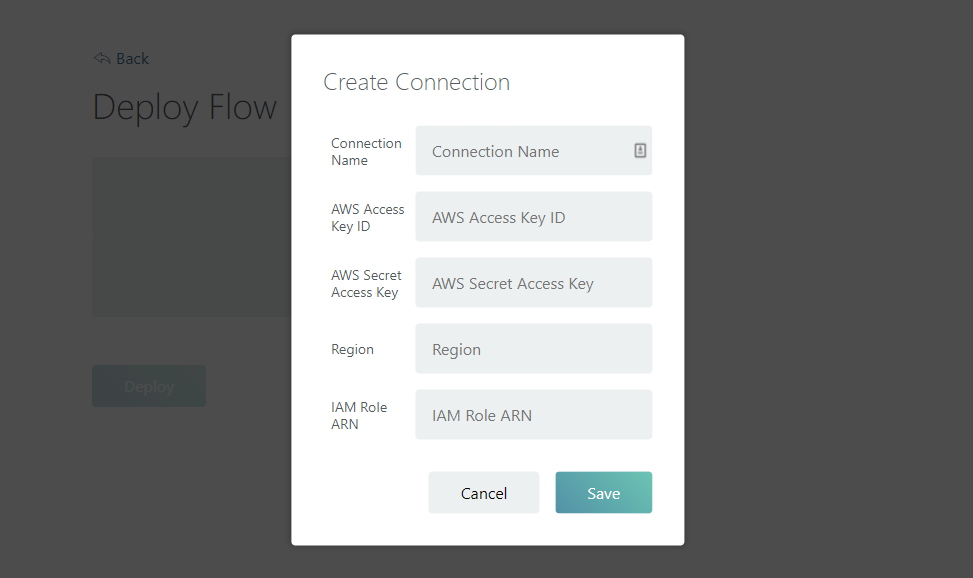 Back
Deploy Flow
Deploy
Create Connection
Connection
Name
Connection Name
AWS Access
Key ID
AWS Access Key ID
AWS Secret
Access Key
AWS Secret Access Key
Region
Region
IAM Role
ARN
IAM Role ARN
Cancel
Save